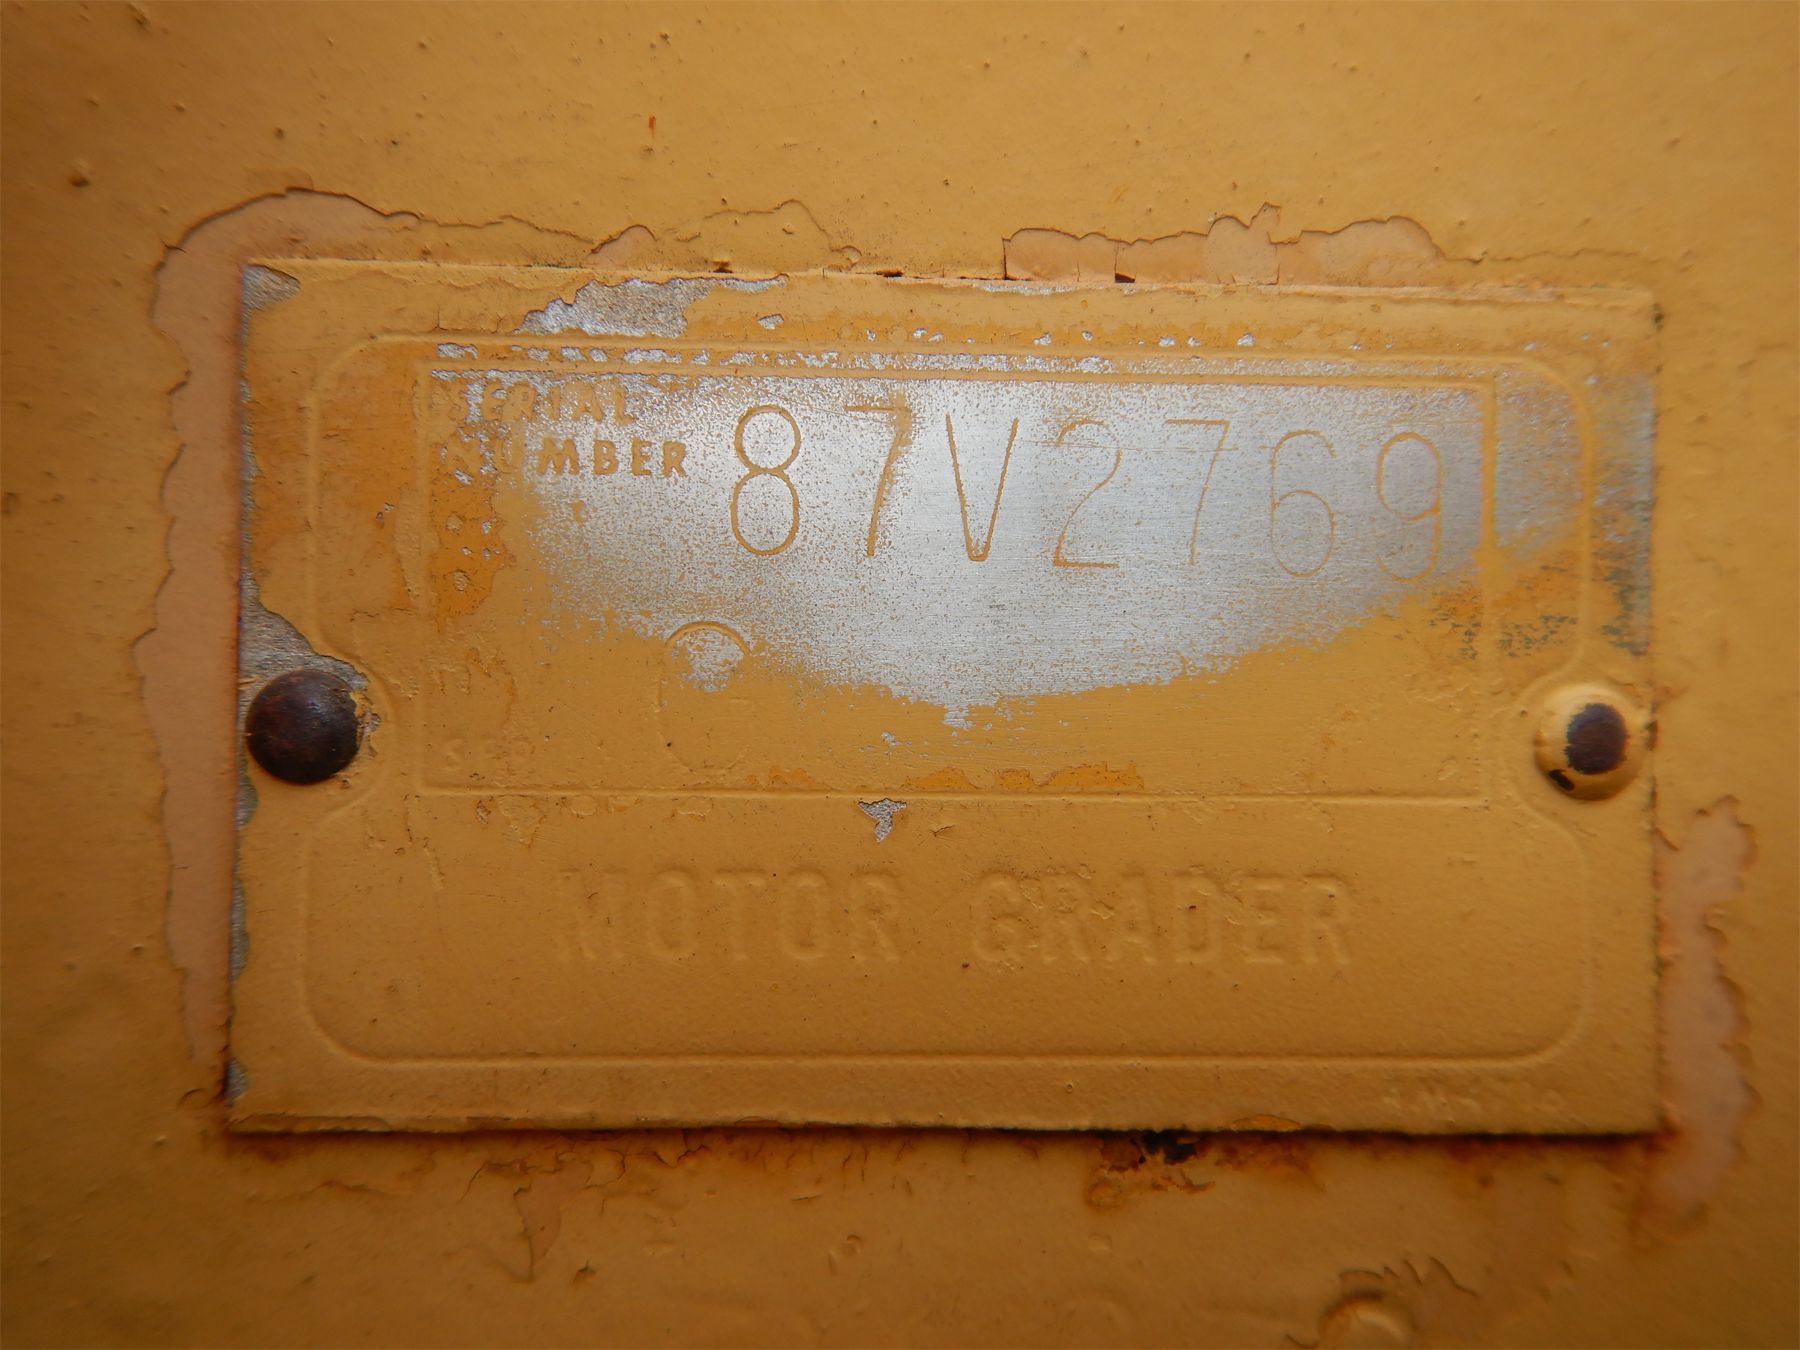 SERIAL
NUMBER 87V2769
MOTOR GRADER